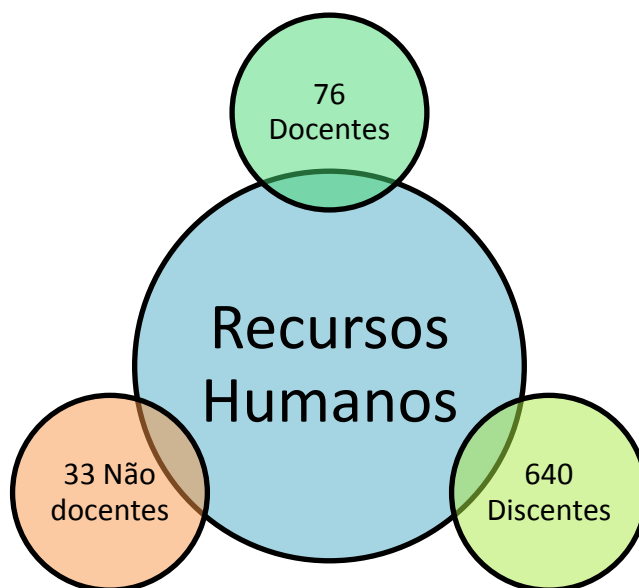 76
Docentes
Recursos
Humanos
33 Não
docentes
640
Discentes